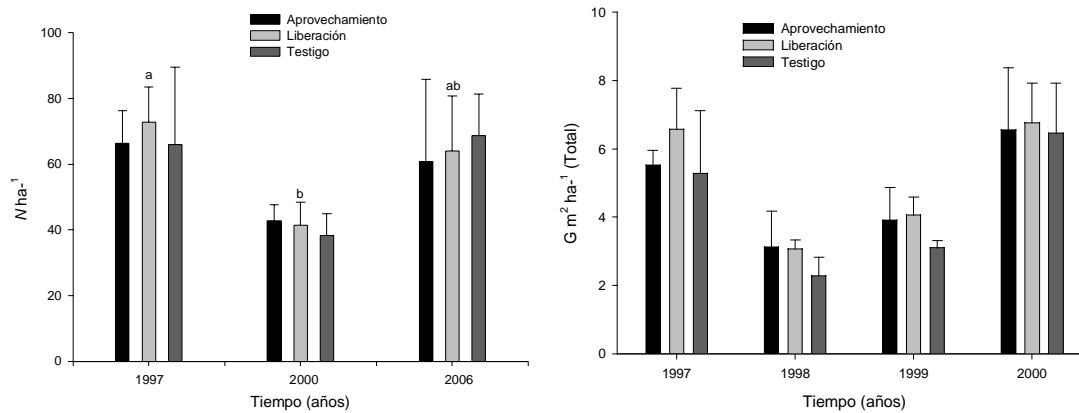 Aprovechamiento
Liberación
Testigo
100
80
60
40
20
0
a
b
ab
N ha-¹
1997
2000
2006
Tiempo (años)
Aprovechamiento
Liberación
Testigo
10
8
6
4
2
0
G m² ha-¹ (Total)
1997
1998
1999
2000
Tiempo (años)